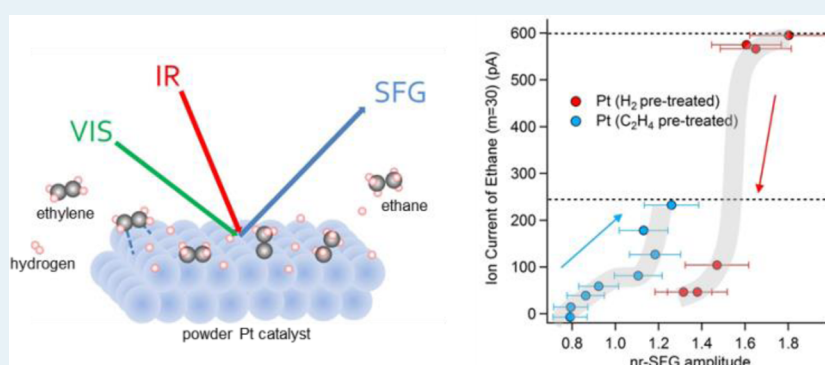 IR
VIS
SFG
ethylene
ethane
hydrogen
powder Pt catalyst
Ion Current of Ethane (m=30) (pA)
600
500
400
300
200
100
0
Pt (H₂ pre-treated)
Pt (C₂H₄ pre-treated)
0.8 1.0 1.2 1.4 1.6 1.8
nr-SFG amplitude